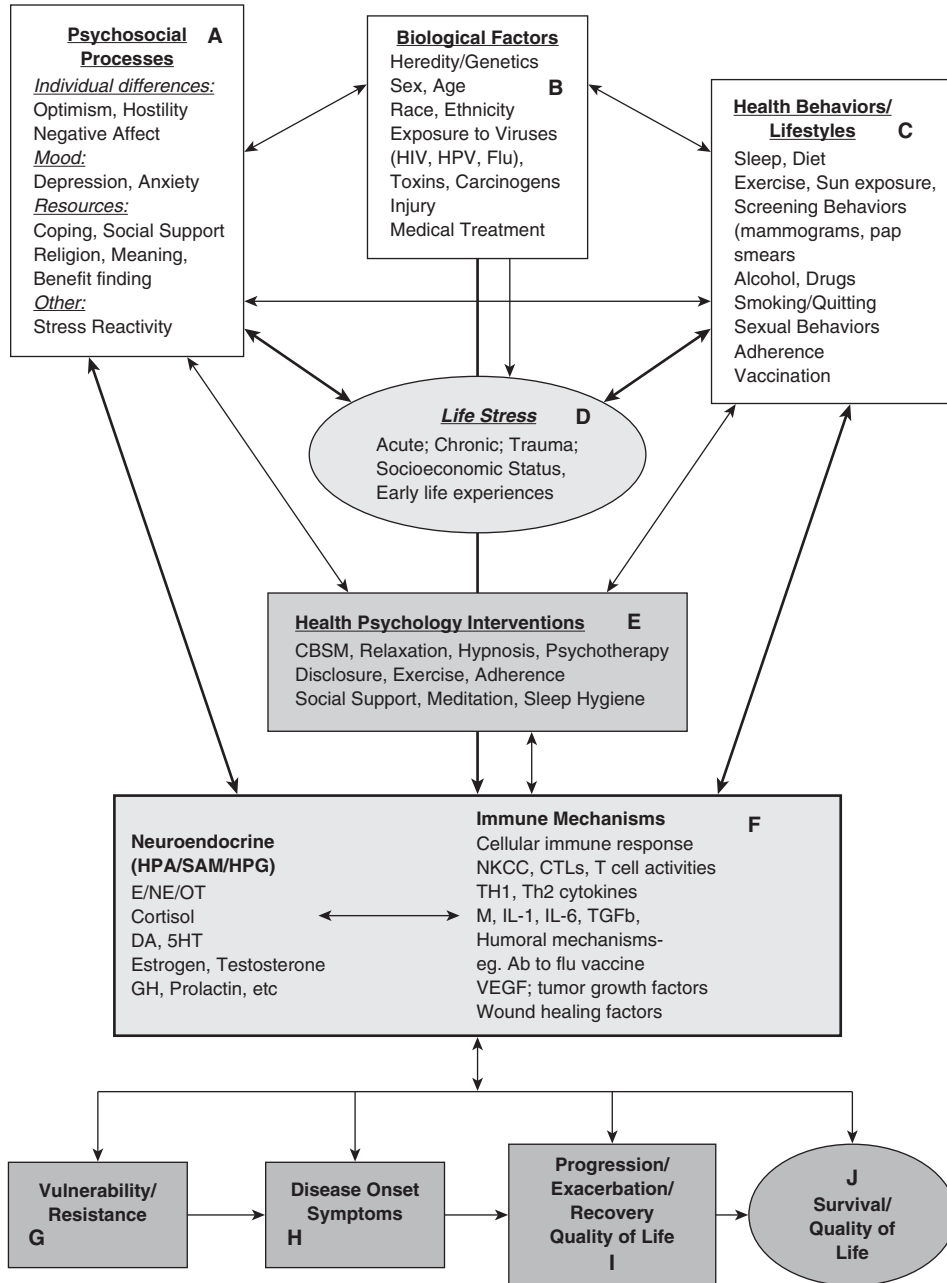 Psychosocial A
Processes
Individual differences:
Optimism, Hostility
Negative Affect
Mood:
Depression, Anxiety
Resources:
Coping, Social Support
Religion, Meaning,
Benefit finding
Other:
Stress Reactivity
Biological Factors
Heredity/Genetics
Sex, Age B
Race, Ethnicity
Exposure to Viruses
(HIV, HPV, Flu),
Toxins, Carcinogens
Injury
Medical Treatment
Health Behaviors/
Lifestyles C
Sleep, Diet
Exercise, Sun exposure,
Screening Behaviors
(mammograms, pap
smears
Alcohol, Drugs
Smoking/Quitting
Sexual Behaviors
Adherence
Vaccination
Life Stress D
Acute; Chronic; Trauma;
Socioeconomic Status,
Early life experiences
Health Psychology Interventions E
CBSM, Relaxation, Hypnosis, Psychotherapy
Disclosure, Exercise, Adherence
Social Support, Meditation, Sleep Hygiene
Neuroendocrine
(HPA/SAM/HPG)
E/NE/OT
Cortisol
DA, 5HT
Estrogen, Testosterone
GH, Prolactin, etc
Immune Mechanisms F
Cellular immune response
NKCC, CTLs, T cell activities
TH1, Th2 cytokines
M, IL-1, IL-6, TGFb,
Humoral mechanisms-
eg. Ab to flu vaccine
VEGF; tumor growth factors
Wound healing factors
Vulnerability/
Resistance
G
Disease Onset
Symptoms
H
Progression/
Exacerbation/
Recovery
Quality of Life
I
J
Survival/
Quality of
Life